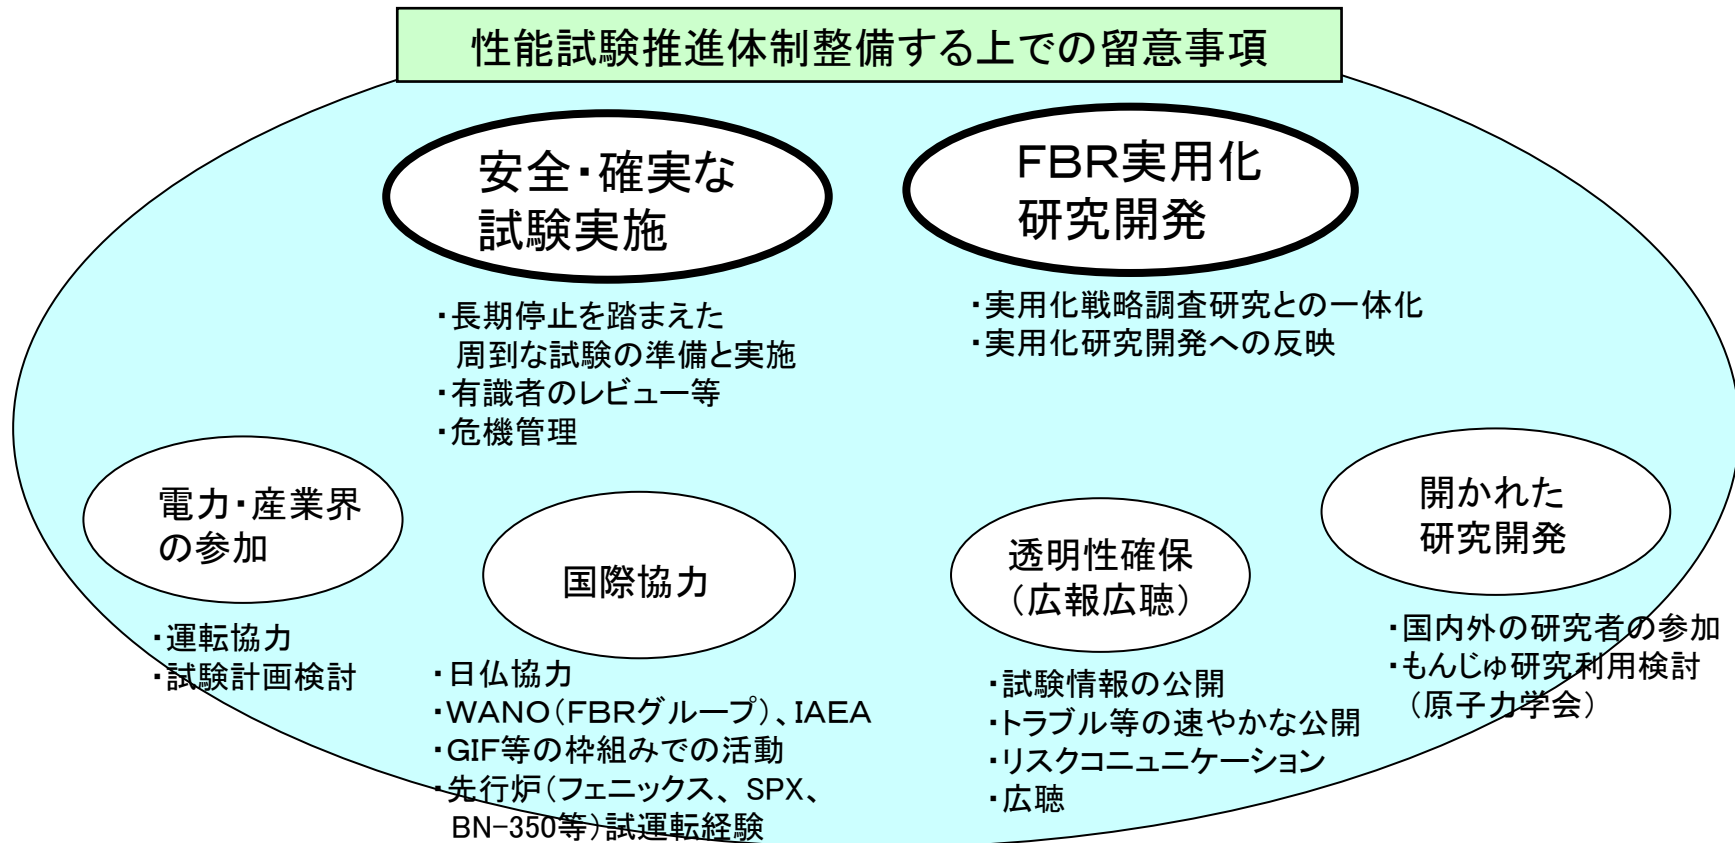 性能試験推進体制整備する上での留意事項
安全・確実な
試験実施
・長期停止を踏まえた
周到な試験の準備と実施
・有識者のレビュー等
・危機管理
FBR実用化
研究開発
・実用化戦略調査研究との一体化
・実用化研究開発への反映
電力・産業界
の参加
・運転協力
・試験計画検討
国際協力
・日仏協力
・WANO(FBRグループ)、IAEA
・GIF等の枠組みでの活動
・先行炉(フェニックス、SPX、
BN-350等)試運転経験
透明性確保
(広報広聴)
・試験情報の公開
・トラブル等の速やかな公開
・リスクコニュニケーション
・広聴
開かれた
研究開発
・国内外の研究者の参加
・もんじゅ研究利用検討
(原子力学会)